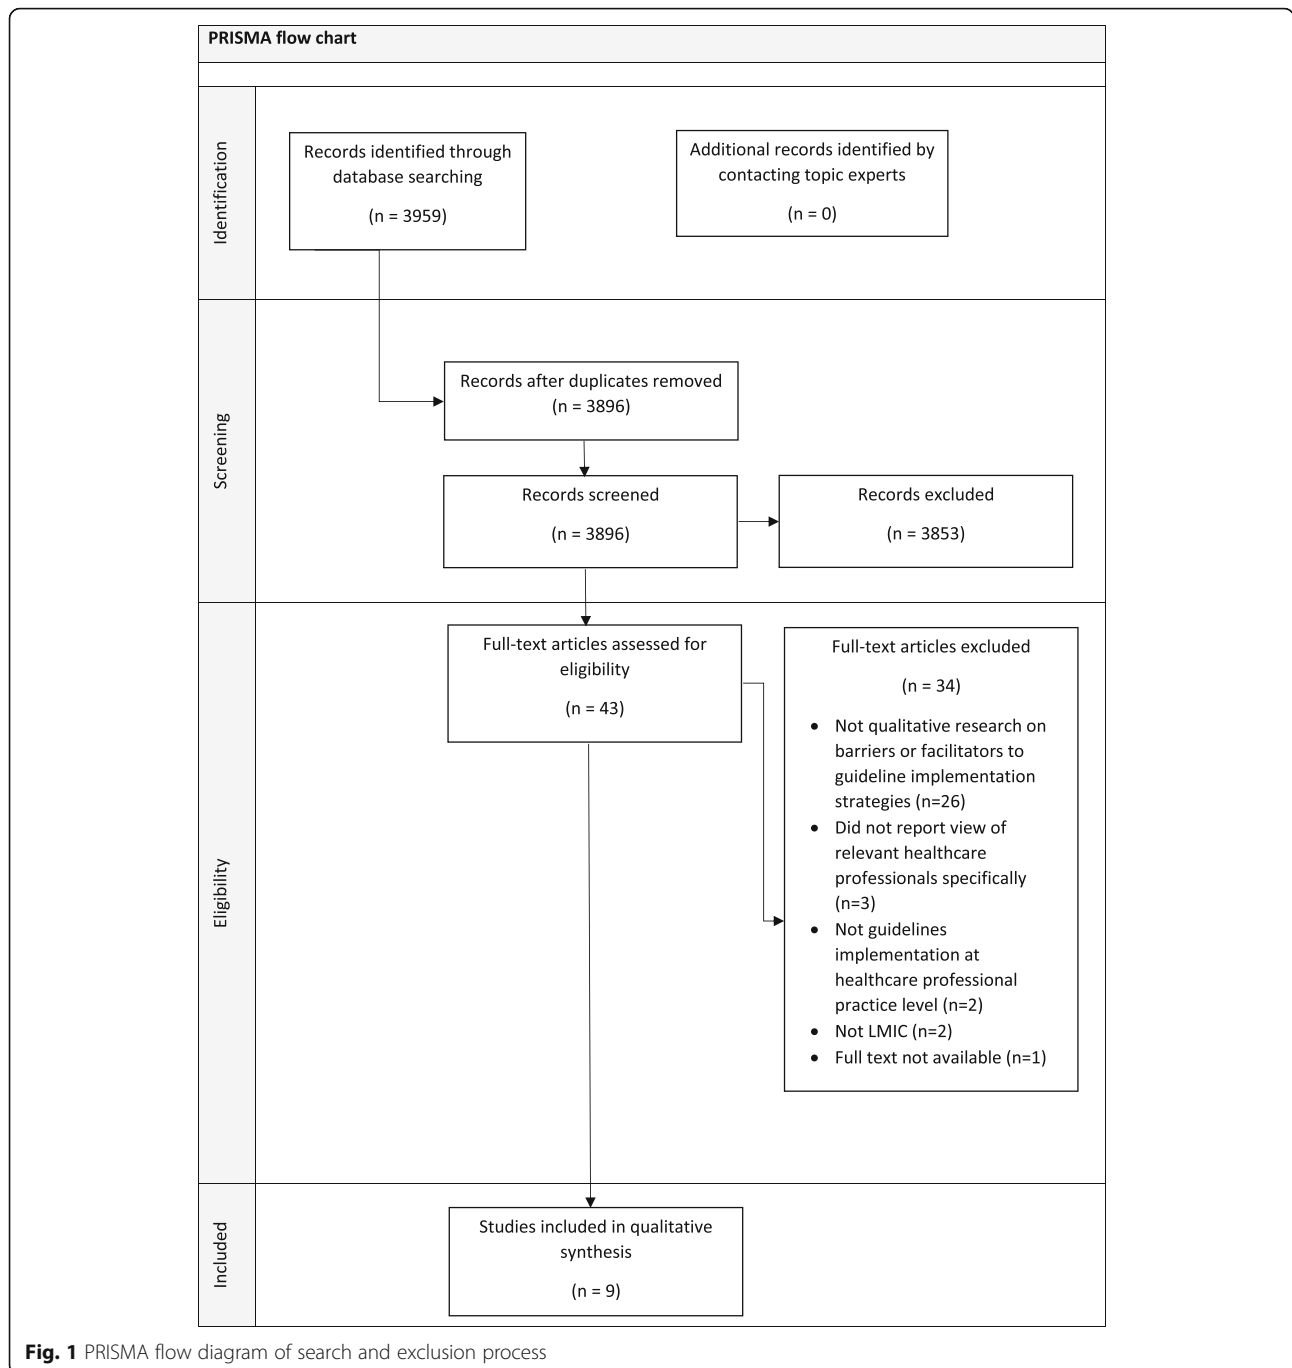 PRISMA flow chart
Identification
Records identified through
database searching
(n = 3959)
Additional records identified by
contacting topic experts
(n = 0)
Screening
Records after duplicates removed
(n = 3896)
Records screened
(n = 3896)
Records excluded
(n = 3853)
Eligibility
Full-text articles assessed for
eligibility
(n = 43)
Full-text articles excluded
(n = 34)
• Not qualitative research on
barriers or facilitators to
guideline implementation
strategies (n=26)
• Did not report view of
relevant healthcare
professionals specifically
(n=3)
• Not guidelines
implementation at
healthcare professional
practice level (n=2)
• Not LMIC (n=2)
• Full text not available (n=1)
Included
Studies included in qualitative
synthesis
(n = 9)
Fig. 1 PRISMA flow diagram of search and exclusion process